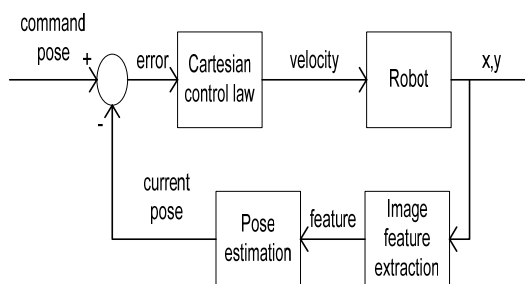 command
pose
+
error
Cartesian
control law
velocity
Robot
x,y
-
current
pose
Pose
estimation
feature
Image
feature
extraction